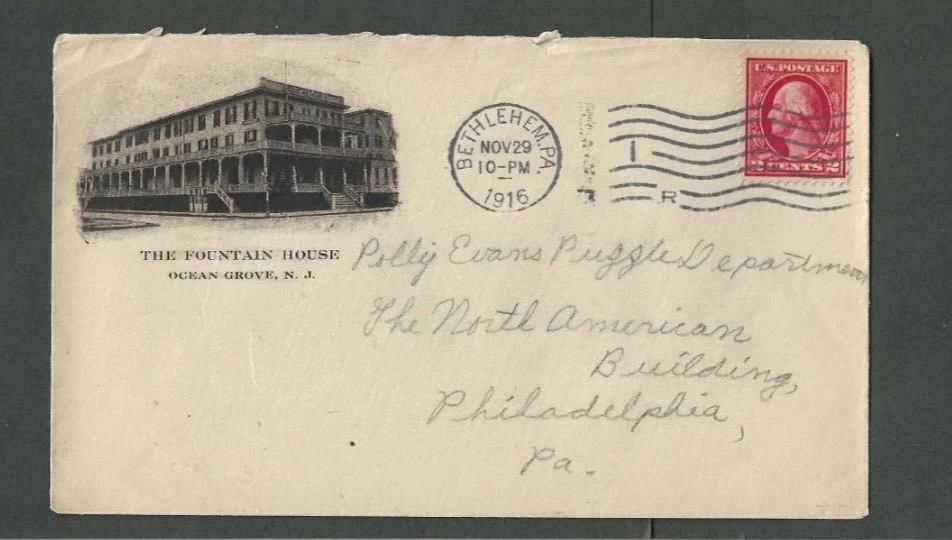 U.S. POSTAGE
2 CENTS 2
BETHLEHEM, PA.
NOV 29
10-PM
1916
I
R
THE FOUNTAIN HOUSE
OCEAN GROVE, N. J.
Polly Evans Puzzle Department
The North American
Building,
Philadelphia,
Pa.